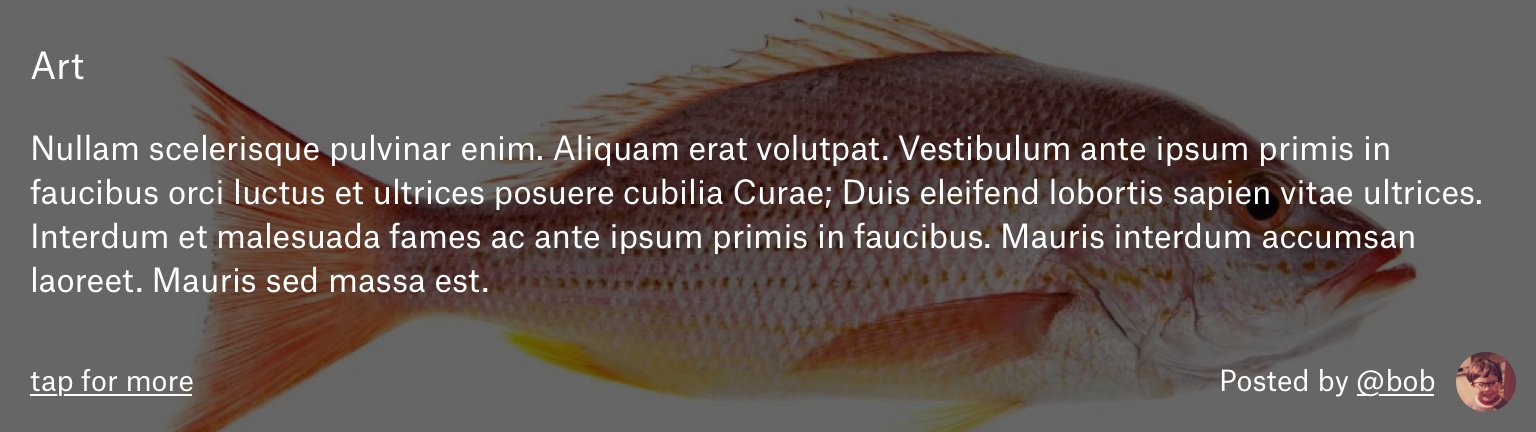 Art
Nullam scelerisque pulvinar enim. Aliquam erat volutpat. Vestibulum ante ipsum primis in
faucibus orci luctus et ultrices posuere cubilia Curae; Duis eleifend lobortis sapien vitae ultrices.
Interdum et malesuada fames ac ante ipsum primis in faucibus. Mauris interdum accumsan
laoreet. Mauris sed massa est.
tap for more
Posted by @bob